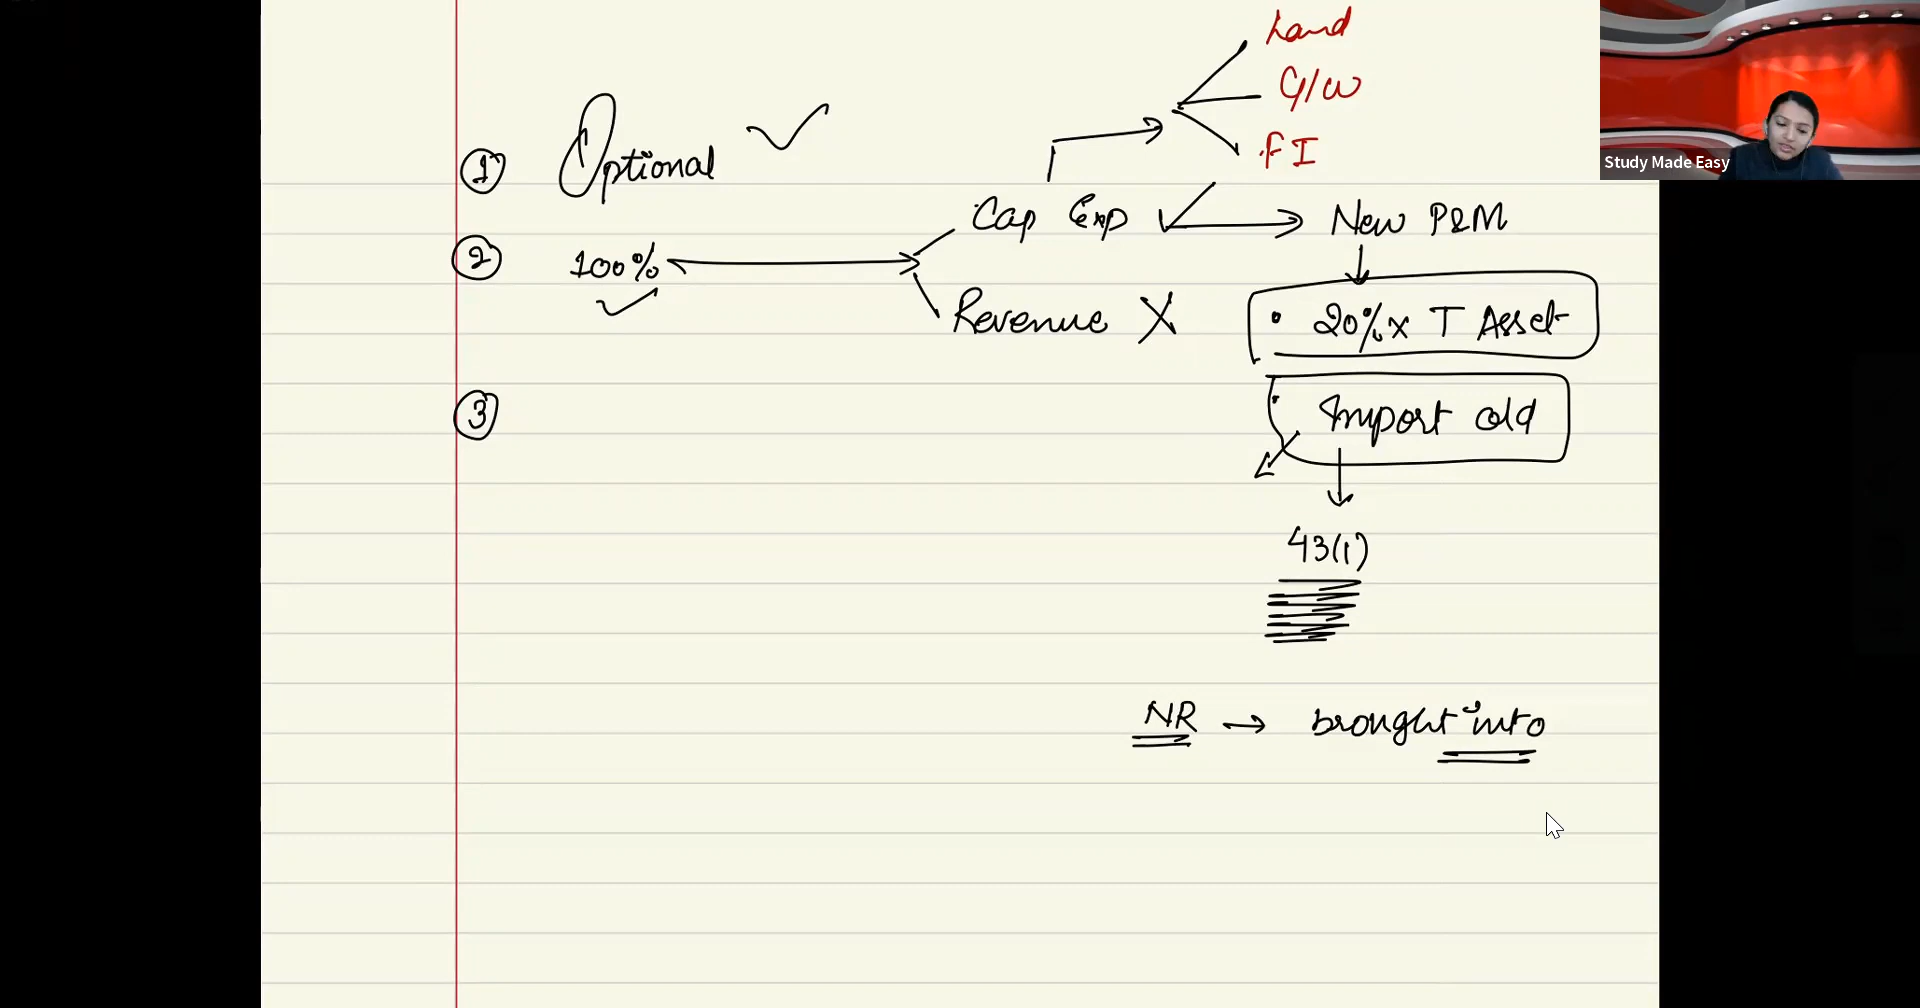 Land
G/W
FI
Study Made Easy
① Optional
Cap Exp → New P&M
② 100%
Revenue X
• 20% x T Asset
③
• Import old
43(1)
NR → brought into